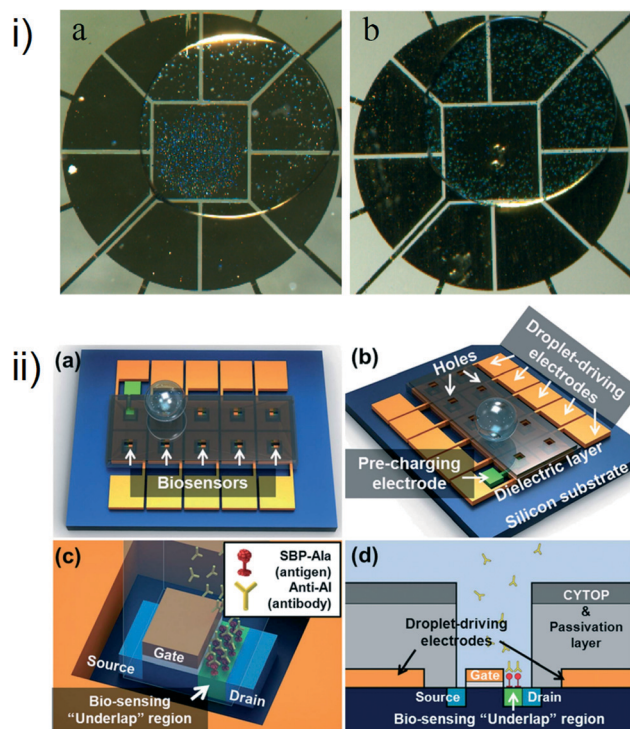 i)
a
b
ii)
(a)
Biosensors
(b)
Holes
Droplet-driving
electrodes
Pre-charging
electrode
Dielectric layer
Silicon substrate
(c)
SBP-Ala
(antigen)
Anti-AI
(antibody)
Gate
Source
Drain
Bio-sensing
"Underlap" region
(d)
CYTOP
&
Passivation
layer
Droplet-driving
electrodes
Gate
Source
Drain
Bio-sensing "Underlap" region